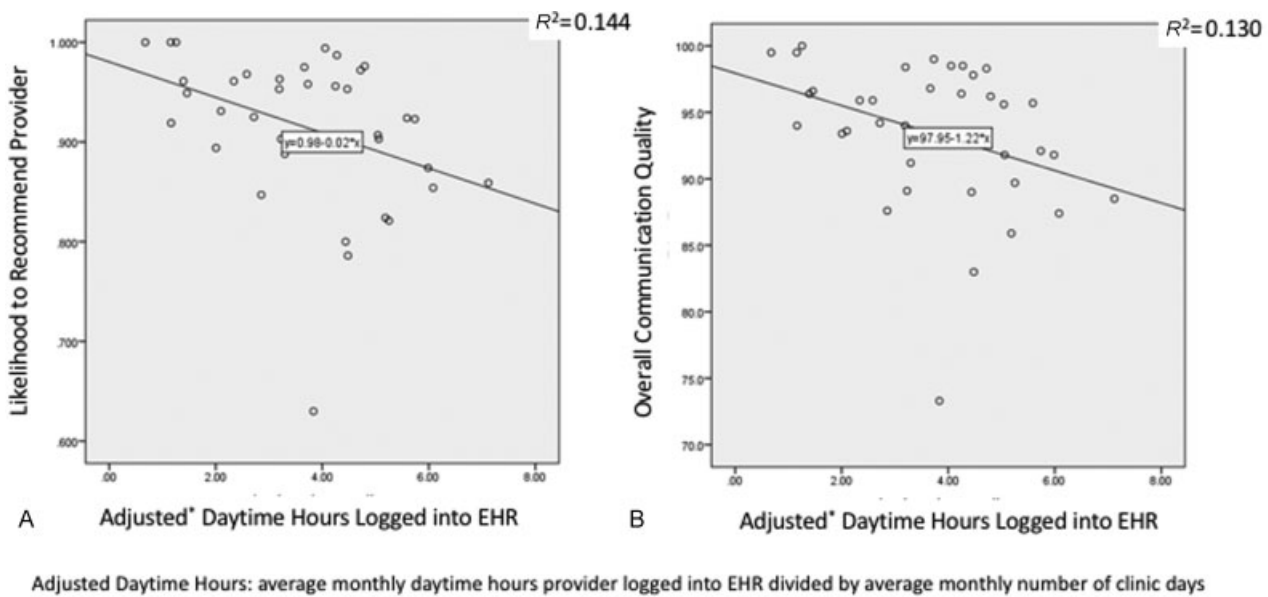 R²=0.144
Likelihood to Recommend Provider
1.000
.900
.800
.700
.600
y=0.98-0.02*x
.00 2.00 4.00 6.00 8.00
A Adjusted* Daytime Hours Logged into EHR
R²=0.130
Overall Communication Quality
100.0
95.0
90.0
85.0
80.0
75.0
70.0
y=97.95-1.22*x
.00 2.00 4.00 6.00 8.00
B Adjusted* Daytime Hours Logged into EHR
Adjusted Daytime Hours: average monthly daytime hours provider logged into EHR divided by average monthly number of clinic days